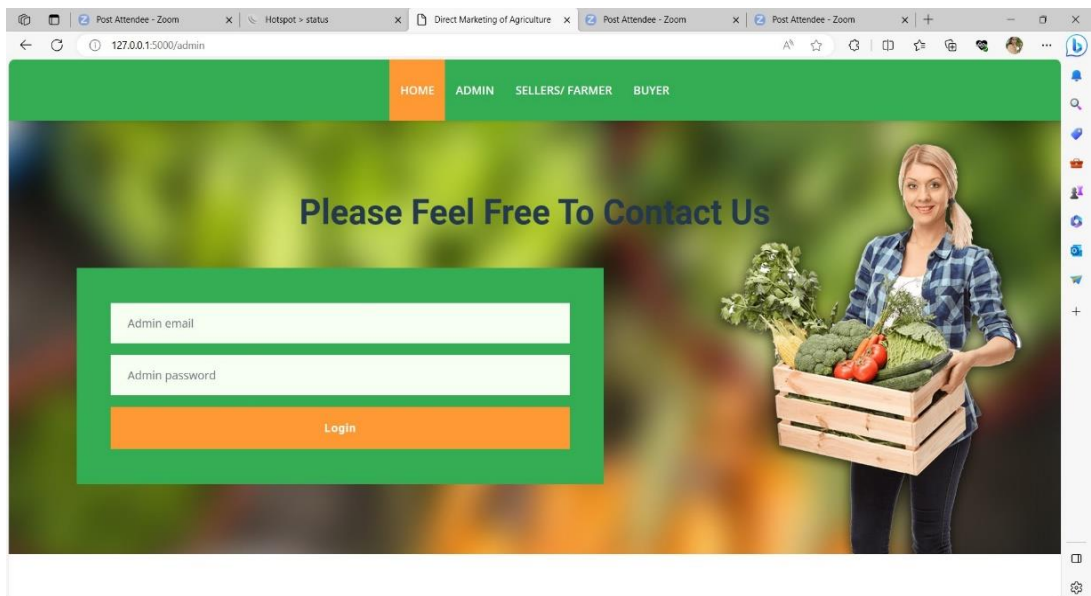 Post Attendee - Zoom
Hotspot > status
Direct Marketing of Agriculture
Post Attendee - Zoom
Post Attendee - Zoom
127.0.0.1:5000/admin
HOME ADMIN SELLERS/ FARMER BUYER
Please Feel Free To Contact Us
Admin email
Admin password
Login